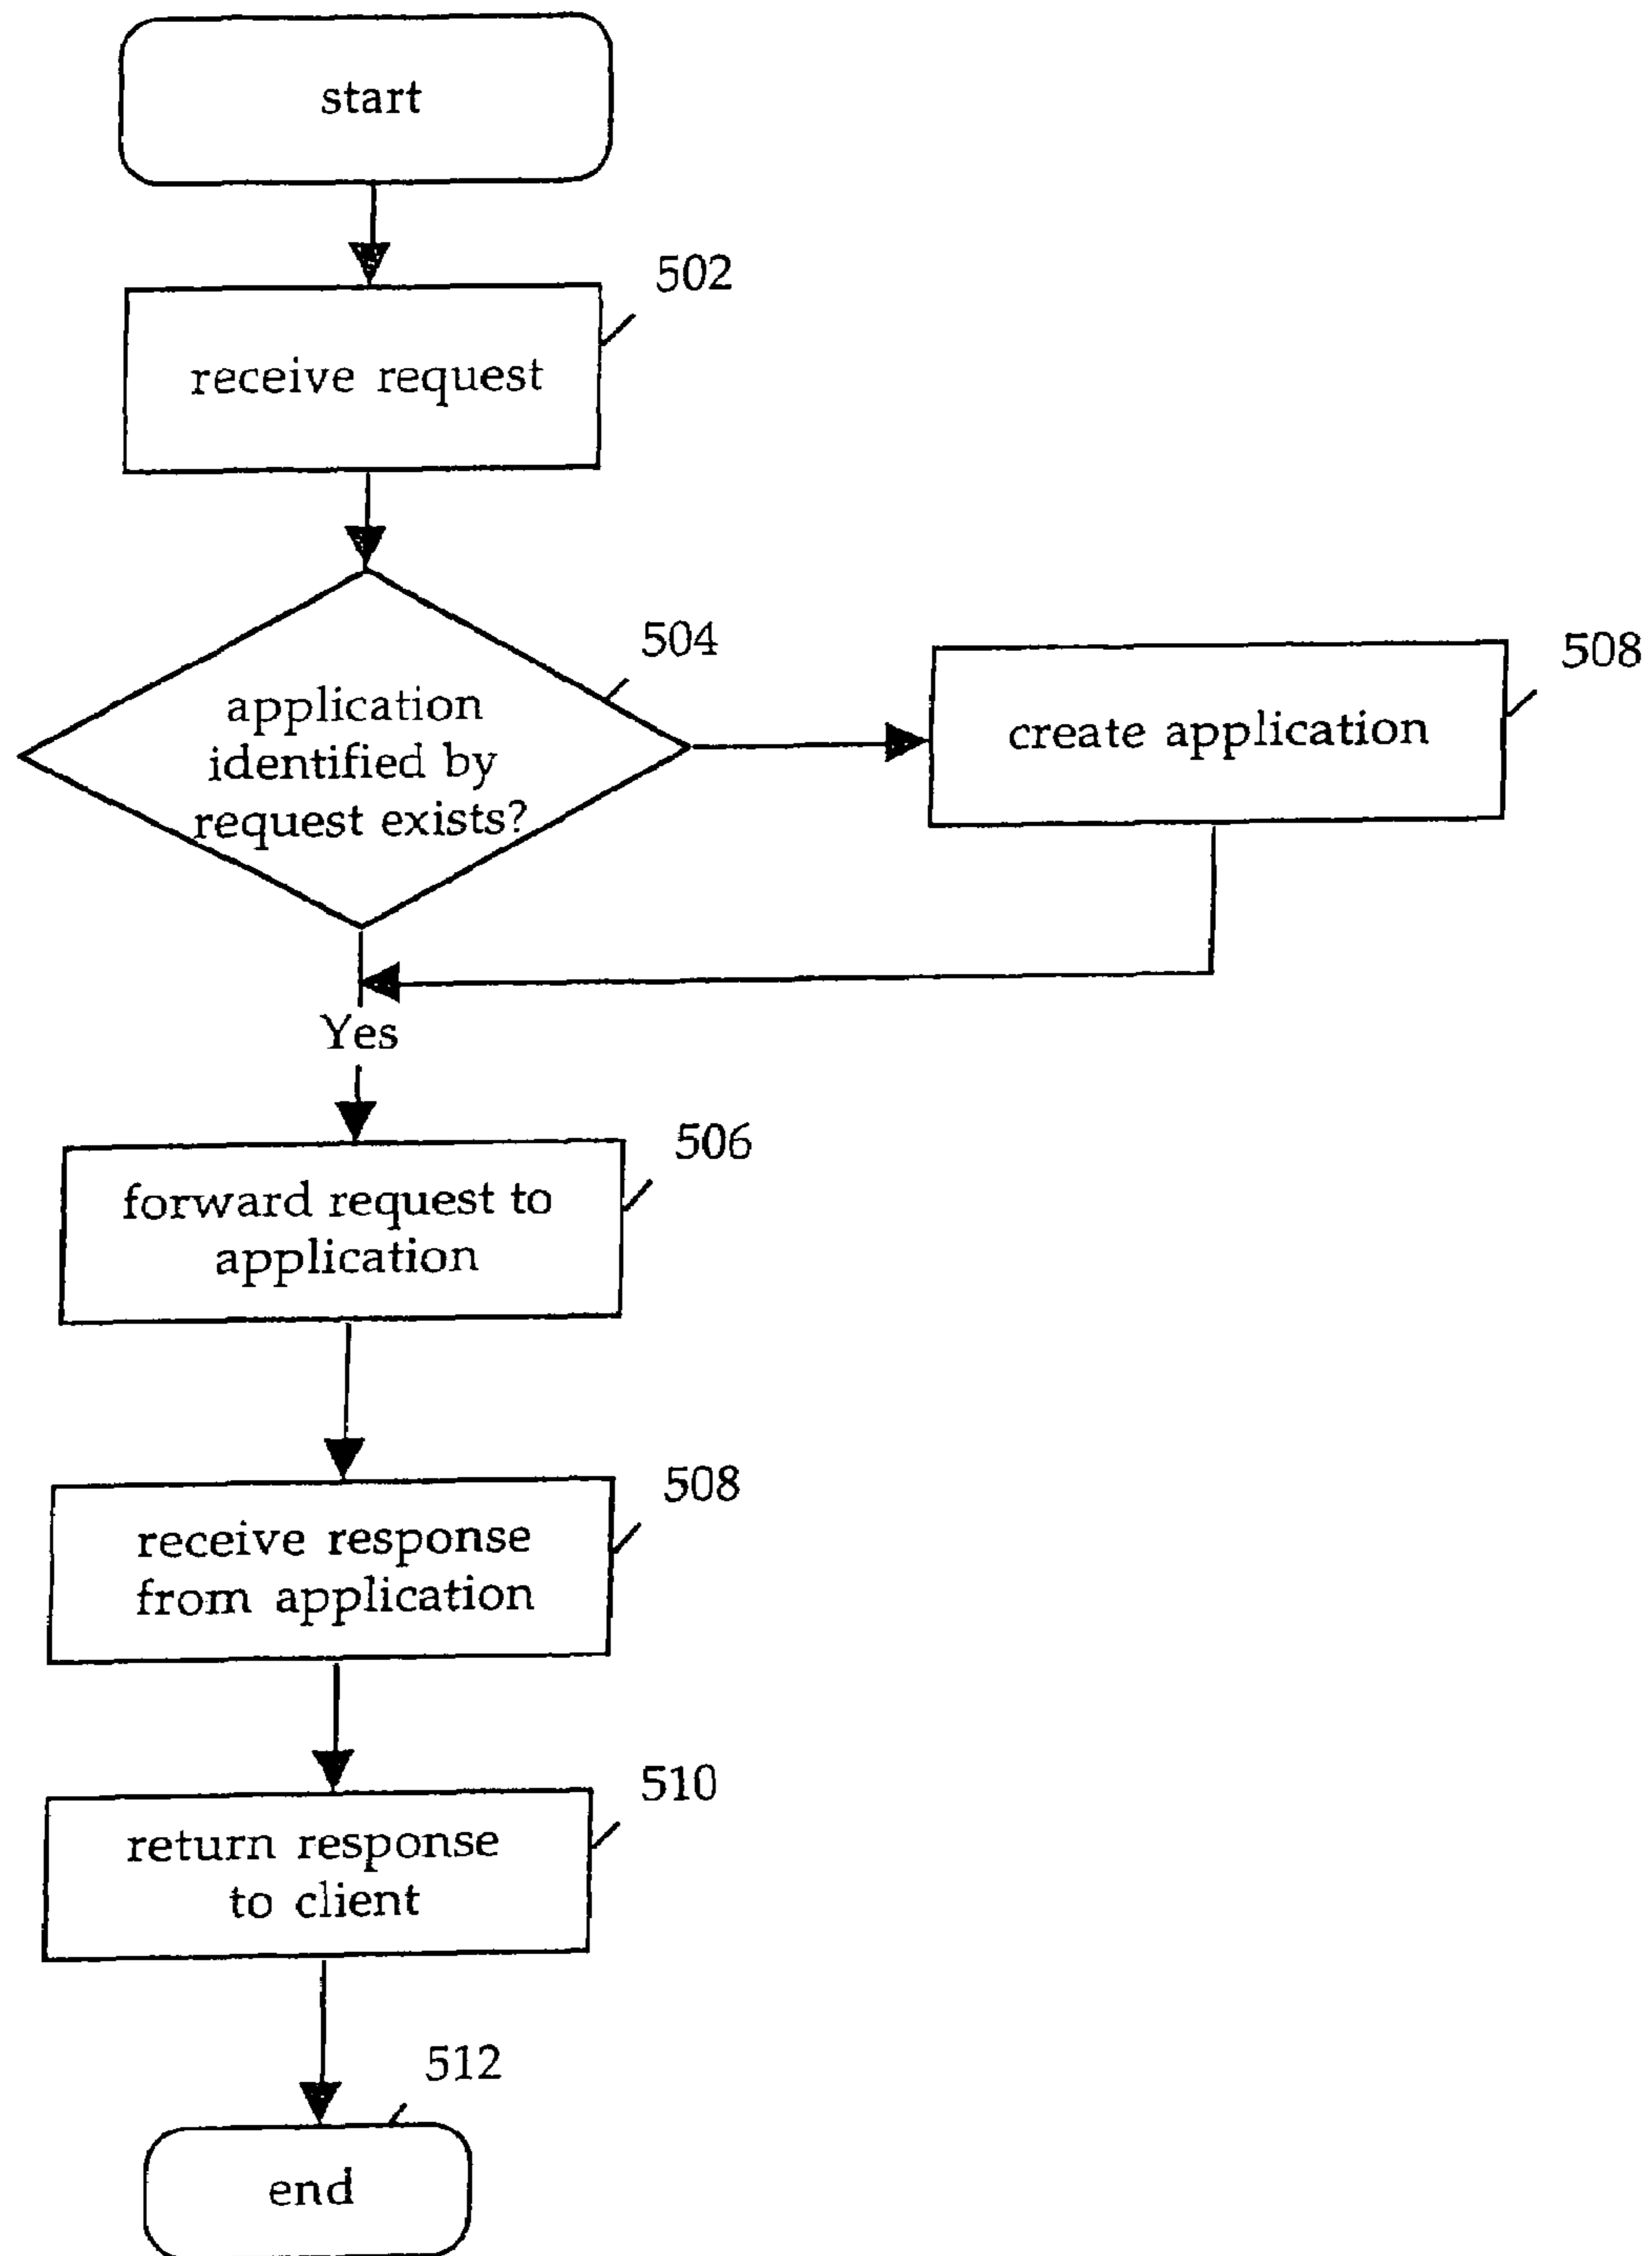 start
502
receive request
504
application
identified by
request exists?
508
create application
Yes
506
forward request to
application
508
receive response
from application
510
return response
to client
512
end